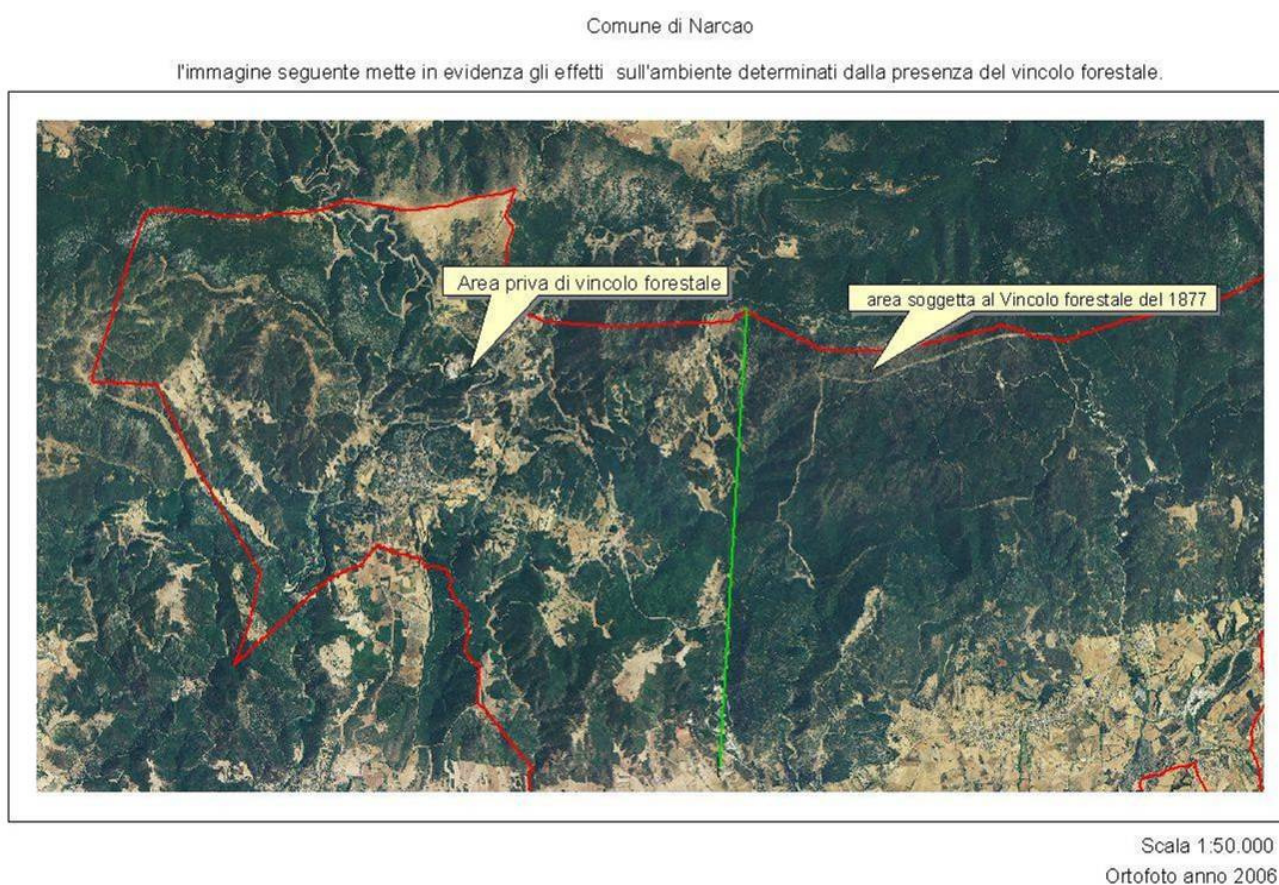 Comune di Narcao
l'immagine seguente mette in evidenza gli effetti sull'ambiente determinati dalla presenza del vincolo forestale.
Area priva di vincolo forestale
area soggetta al Vincolo forestale del 1877
Scala 1:50.000
Ortofoto anno 2006